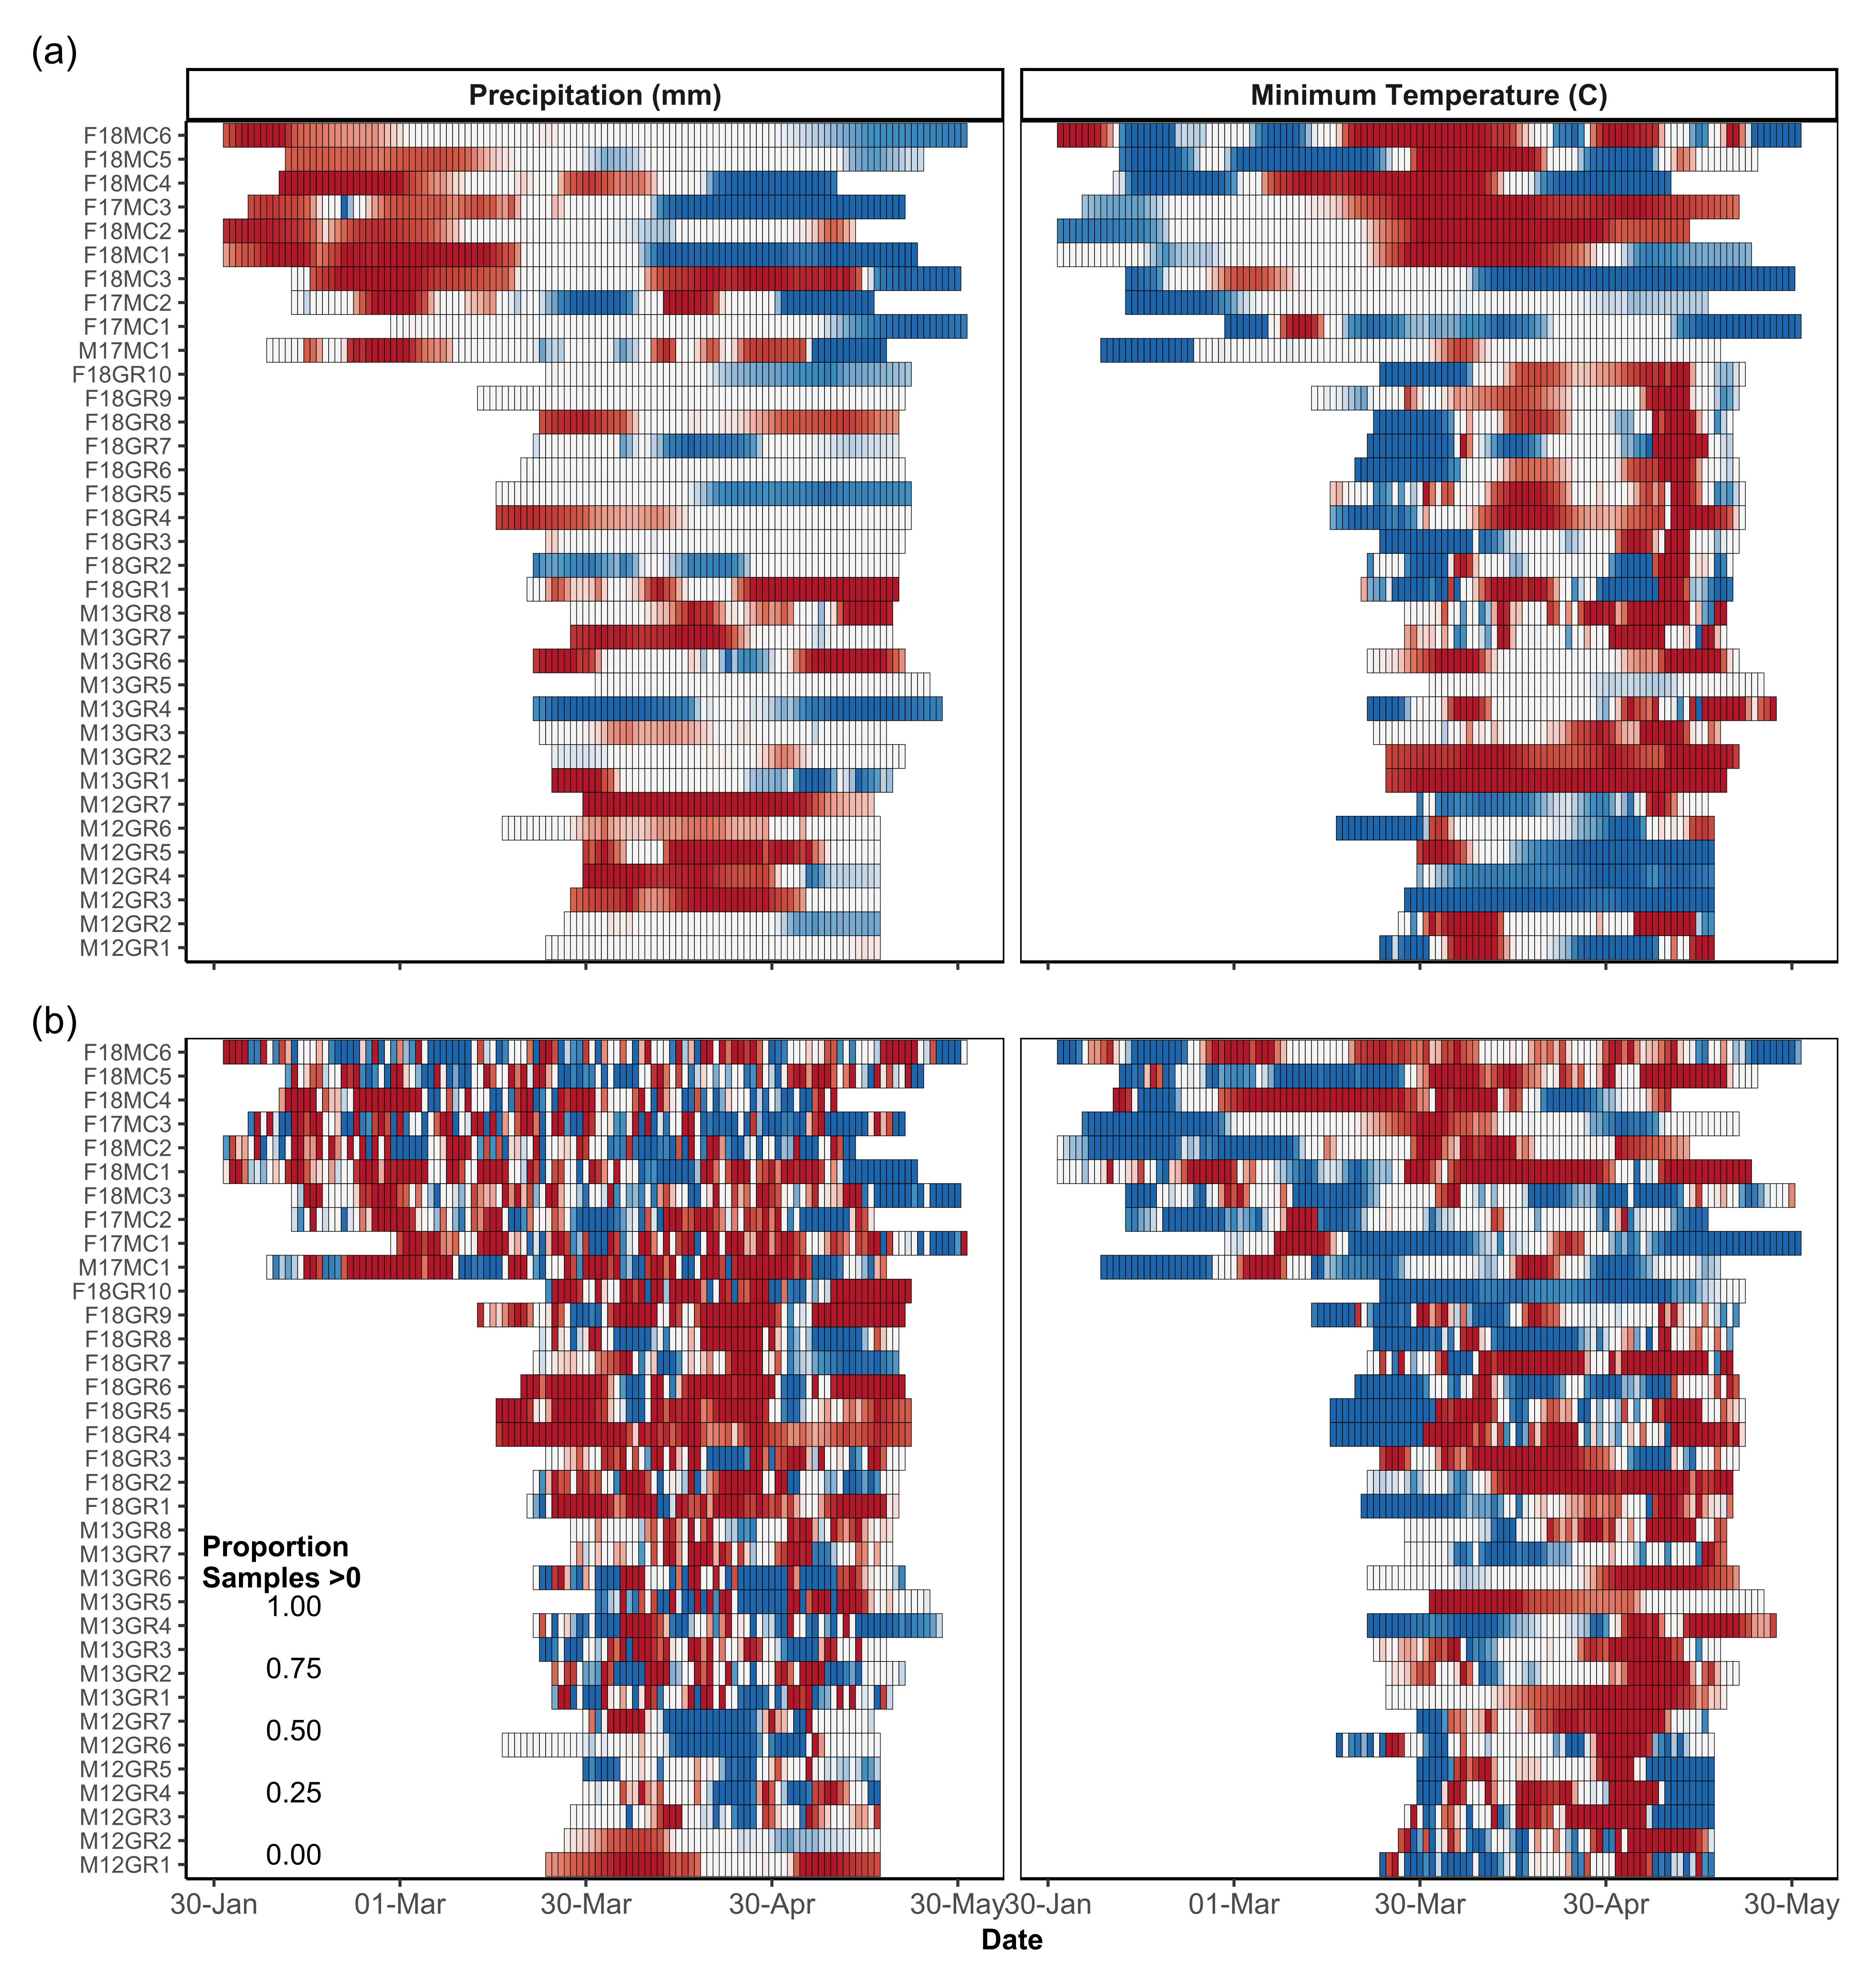 (a)
Precipitation (mm)
Minimum Temperature (C)
F18MC6
F18MC5
F18MC4
F17MC3
F18MC2
F18MC1
F18MC3
F17MC2
F17MC1
M17MC1
F18GR10
F18GR9
F18GR8
F18GR7
F18GR6
F18GR5
F18GR4
F18GR3
F18GR2
F18GR1
M13GR8
M13GR7
M13GR6
M13GR5
M13GR4
M13GR3
M13GR2
M13GR1
M12GR7
M12GR6
M12GR5
M12GR4
M12GR3
M12GR2
M12GR1
(b)
F18MC6
F18MC5
F18MC4
F17MC3
F18MC2
F18MC1
F18MC3
F17MC2
F17MC1
M17MC1
F18GR10
F18GR9
F18GR8
F18GR7
F18GR6
F18GR5
F18GR4
F18GR3
F18GR2
F18GR1
M13GR8
M13GR7
M13GR6
M13GR5
M13GR4
M13GR3
M13GR2
M13GR1
M12GR7
M12GR6
M12GR5
M12GR4
M12GR3
M12GR2
M12GR1
Proportion
Samples >0
1.00
0.75
0.50
0.25
0.00
30-Jan 01-Mar 30-Mar 30-Apr 30-May
30-Jan 01-Mar 30-Mar 30-Apr 30-May
Date